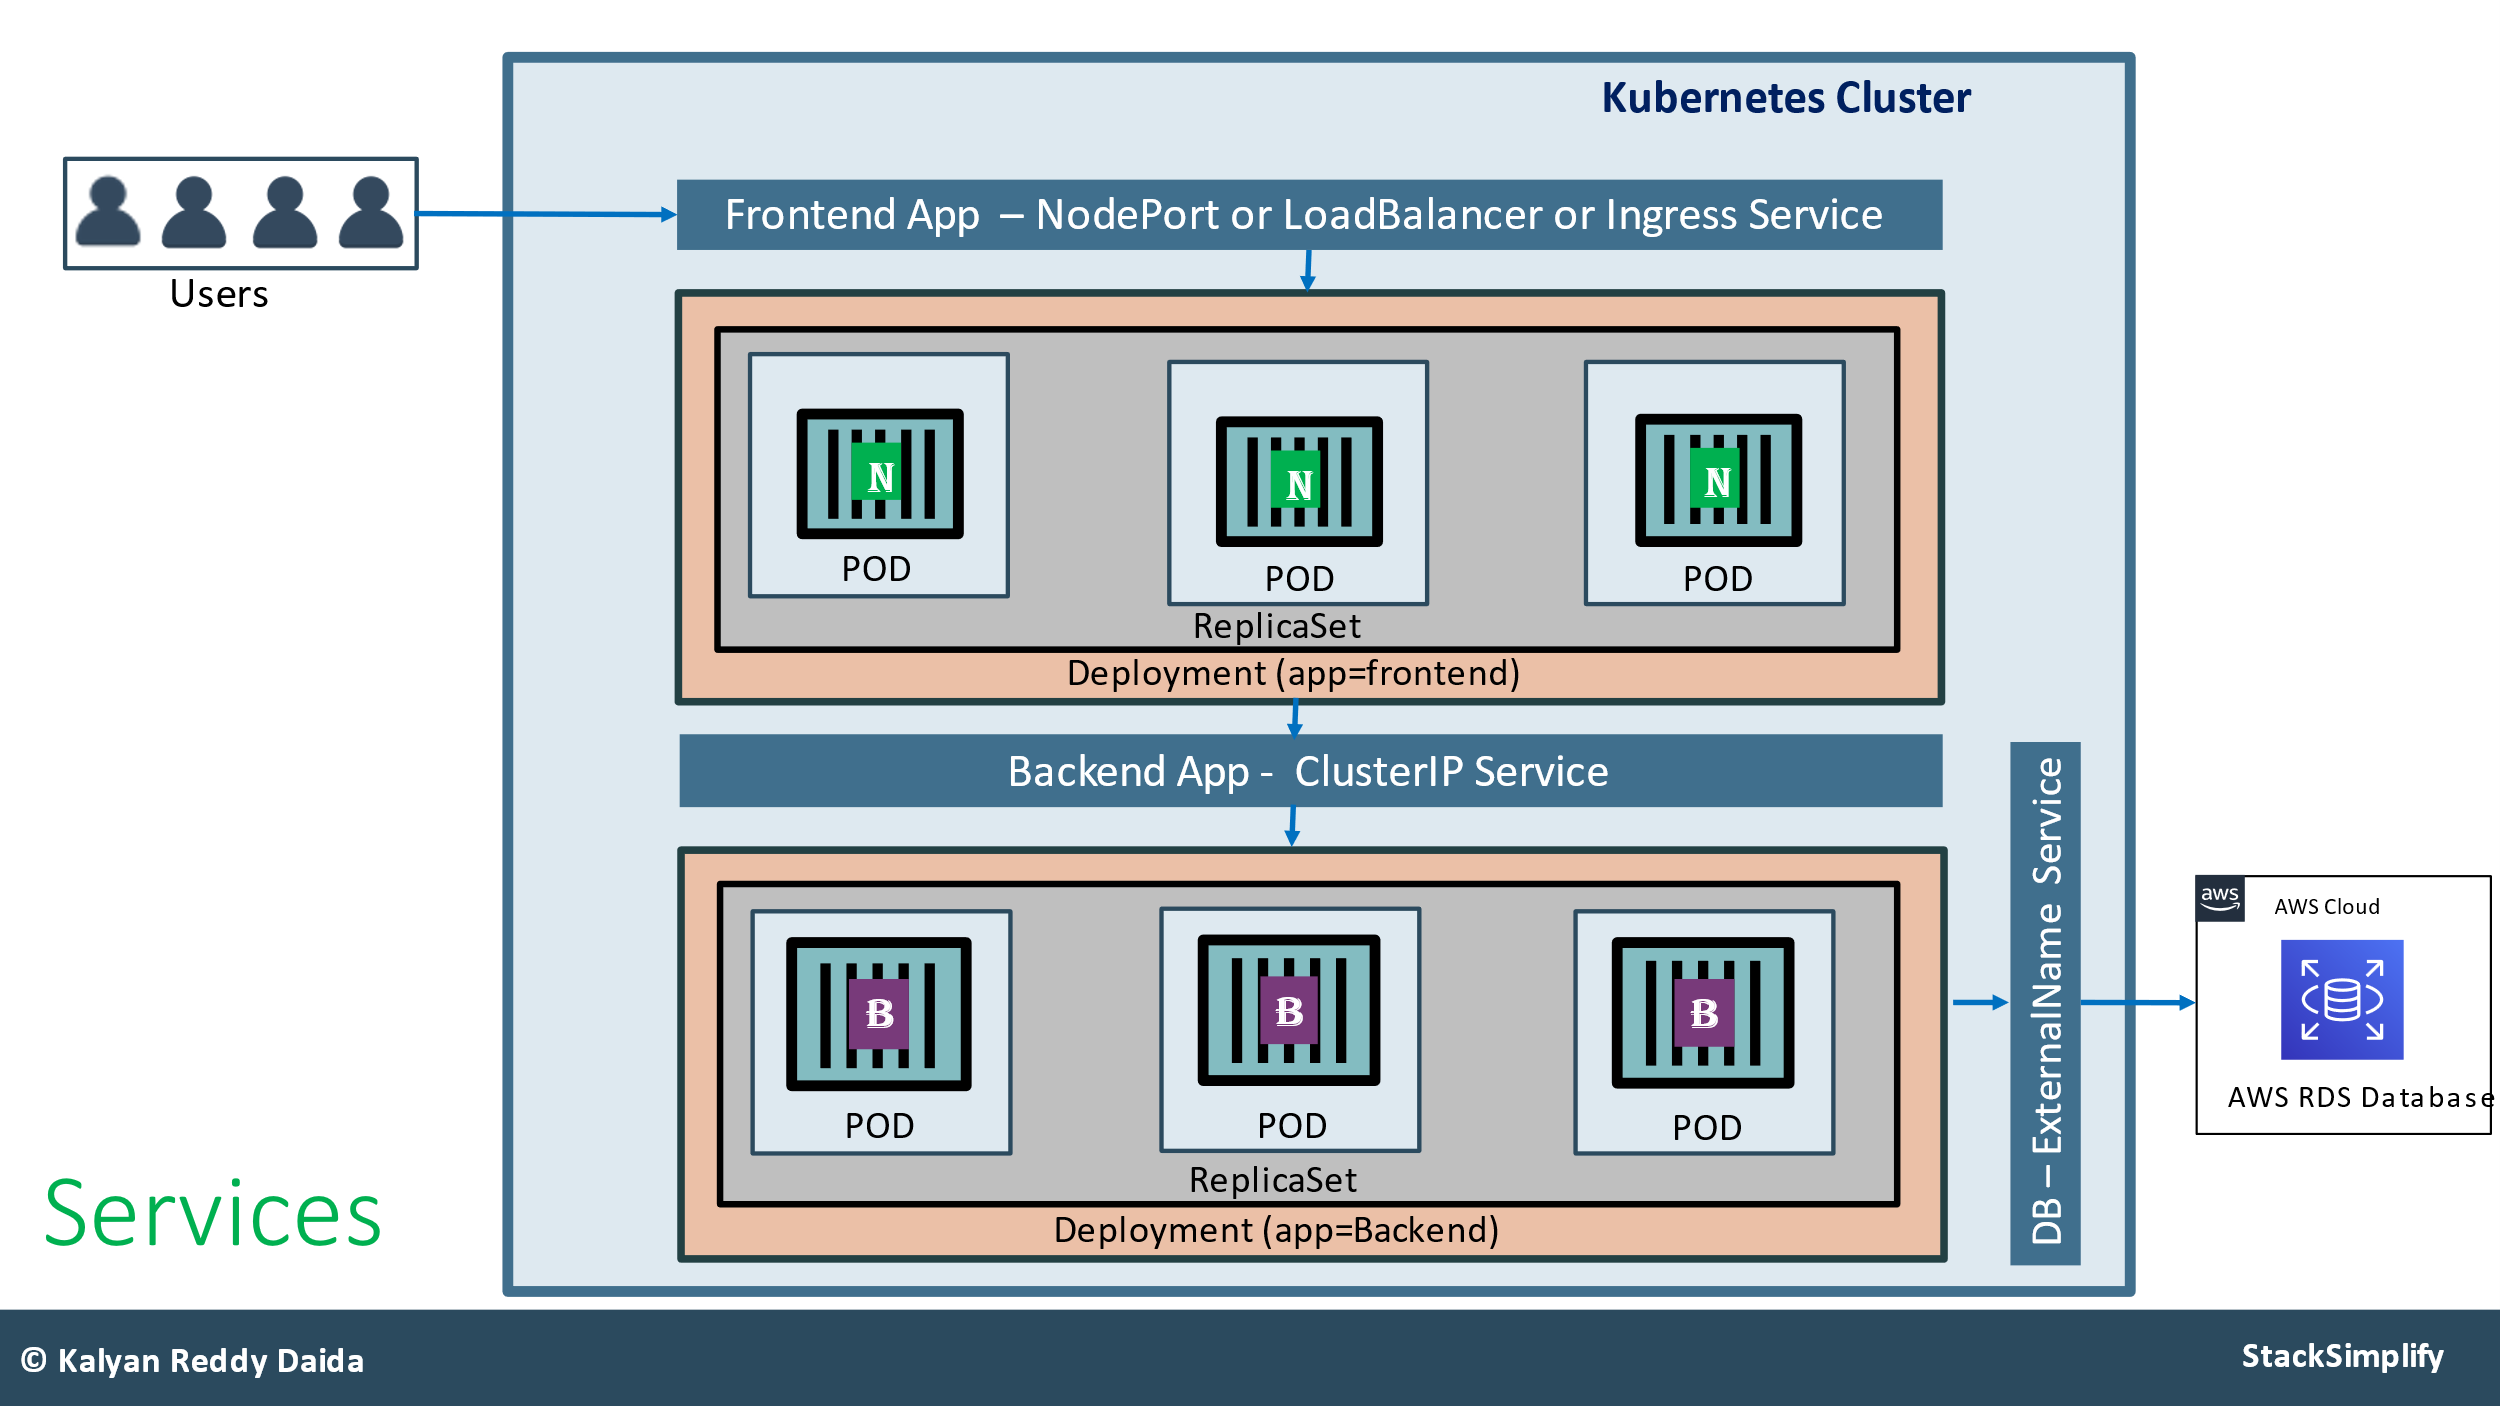 Kubernetes Cluster
Users
Frontend App – NodePort or LoadBalancer or Ingress Service
N
N
N
POD
POD
POD
ReplicaSet
Deployment (app=frontend)
Backend App - ClusterIP Service
B
B
B
POD
POD
POD
ReplicaSet
Deployment (app=Backend)
DB – ExternalName Service
aws
AWS Cloud
AWS RDS Database
Services
© Kalyan Reddy Daida
StackSimplify